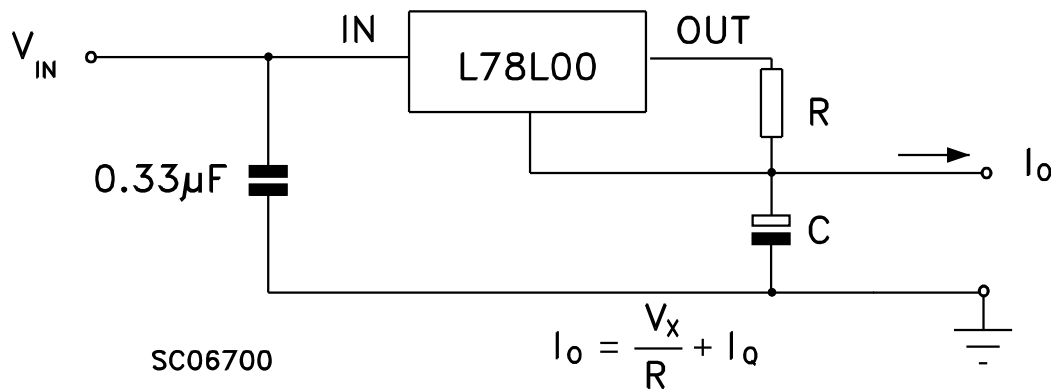 V_IN
IN
OUT
L78L00
R
I_O
0.33μF
C
I_O = V_X/R + I_Q
SC06700